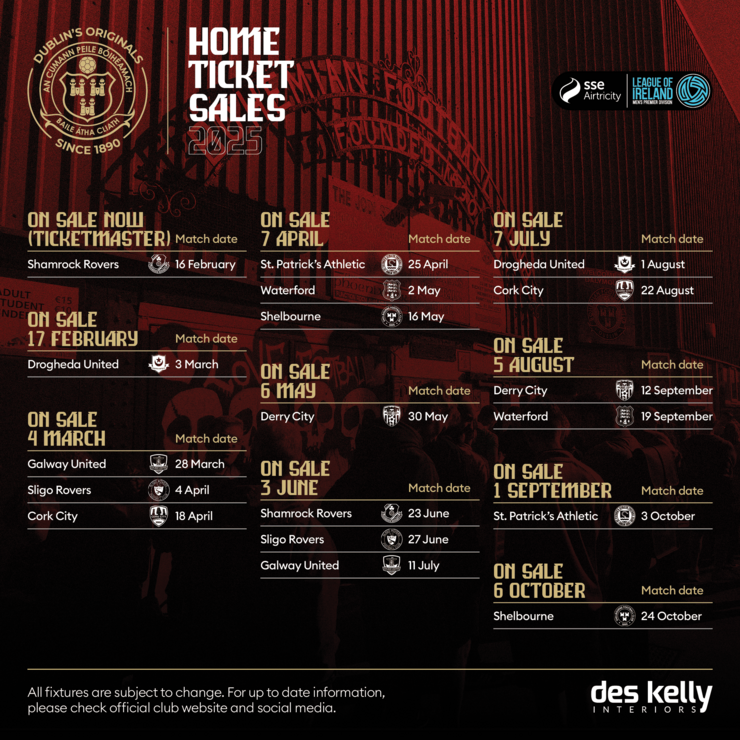 DUBLIN'S ORIGINALS
AN CUMANN PEILE BÓITHEAMACH
BAILE ÁTHA CLIATH
SINCE 1890
HOME
TICKET
SALES
2025
sse
Airtricity
LEAGUE OF
IRELAND
MEN'S PREMIER DIVISION
FOUNDED
ON SALE NOW
(TICKETMASTER) Match date
Shamrock Rovers 16 February
ON SALE
17 FEBRUARY Match date
Drogheda United 3 March
ON SALE
4 MARCH Match date
Galway United 28 March
Sligo Rovers 4 April
Cork City 18 April
ON SALE
7 APRIL Match date
St. Patrick's Athletic 25 April
Waterford 2 May
Shelbourne 16 May
ON SALE
6 MAY Match date
Derry City 30 May
ON SALE
3 JUNE Match date
Shamrock Rovers 23 June
Sligo Rovers 27 June
Galway United 11 July
ON SALE
7 JULY Match date
Drogheda United 1 August
Cork City 22 August
ON SALE
5 AUGUST Match date
Derry City 12 September
Waterford 19 September
ON SALE
1 SEPTEMBER Match date
St. Patrick's Athletic 3 October
ON SALE
6 OCTOBER Match date
Shelbourne 24 October
All fixtures are subject to change. For up to date information,
please check official club website and social media.
des kelly
INTERIORS